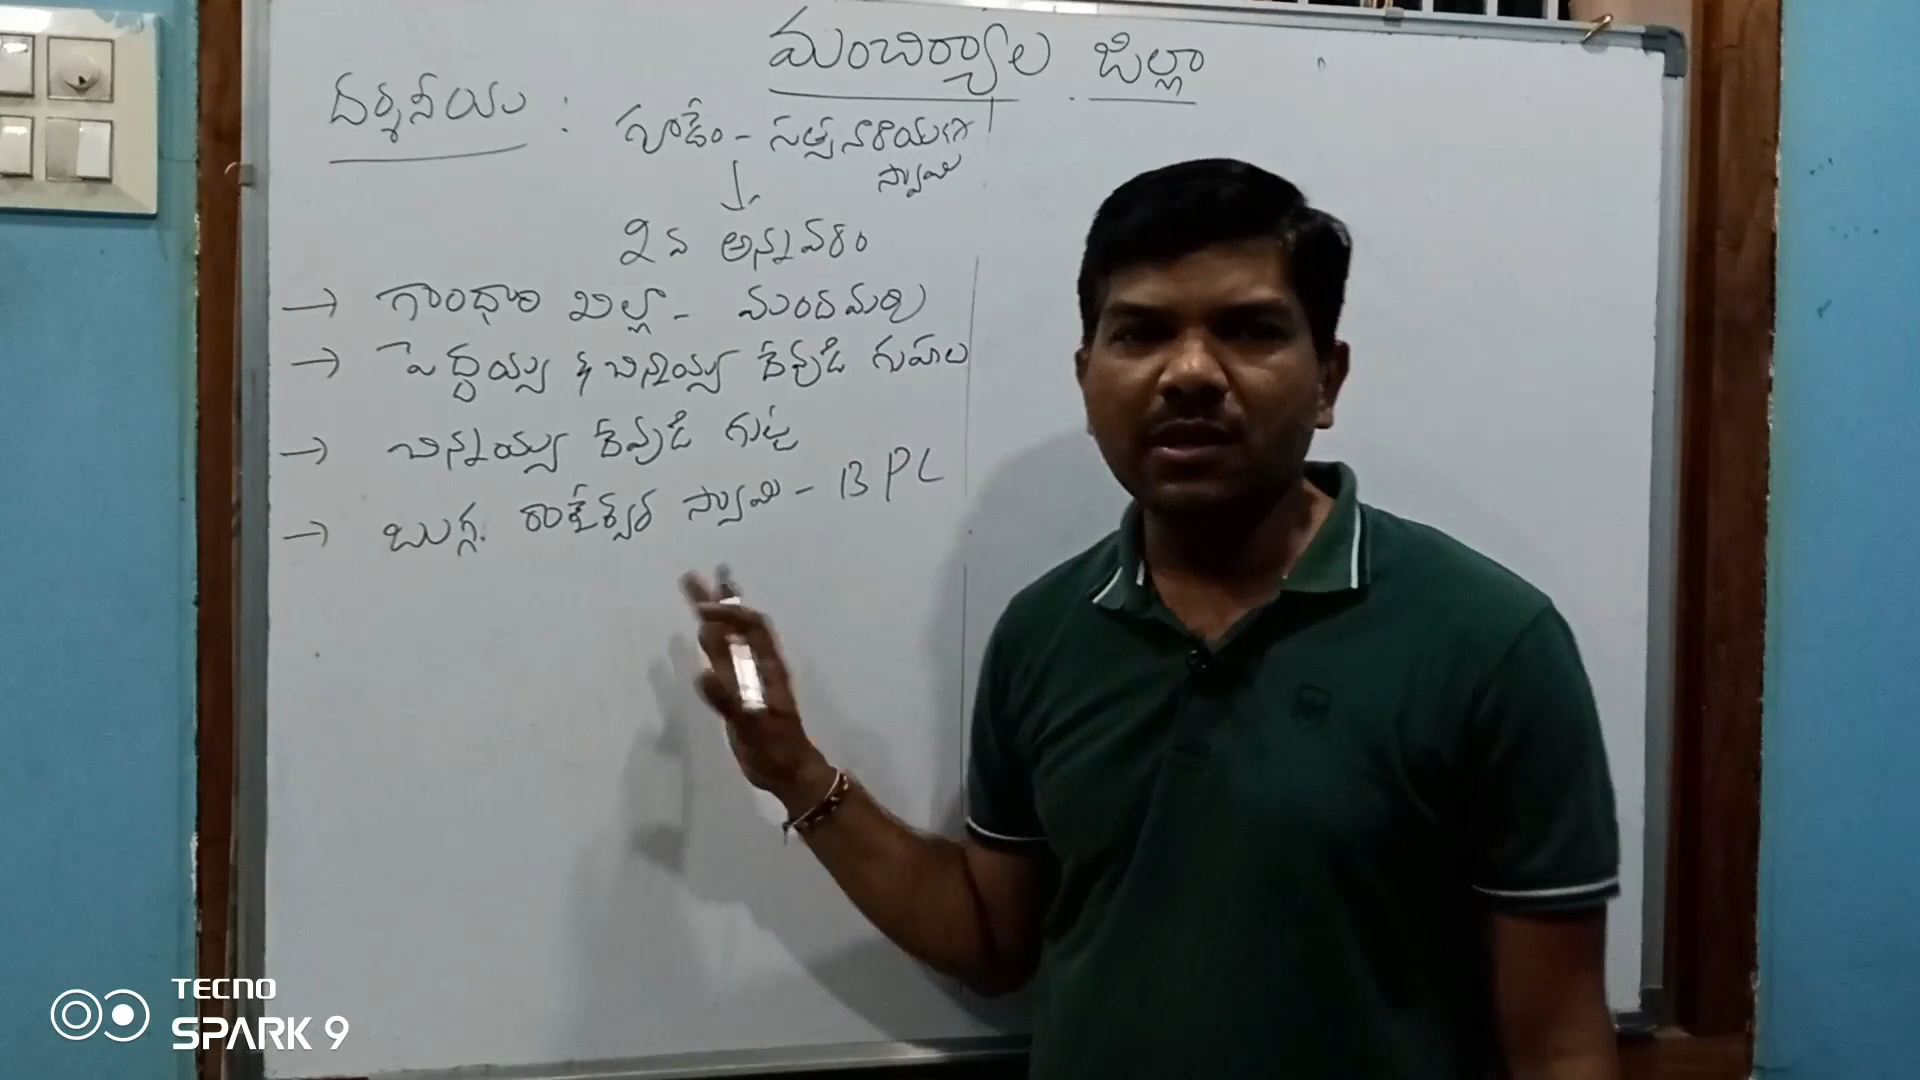 మంచిర్యాల జిల్లా
దర్శనీయం : గూడెం - సత్యనారాయణ
స్వామి
↓
2వ అన్నవరం
→ గాంధారి ఖిల్లా - మందమర్రి
→ పెద్దయ్య & చిన్నయ్య దేవుడి గుహలు
→ చిన్నయ్య దేవుడి గుట్ట
→ బుగ్గ రాజేశ్వర స్వామి - BPL
TECNO
SPARK 9